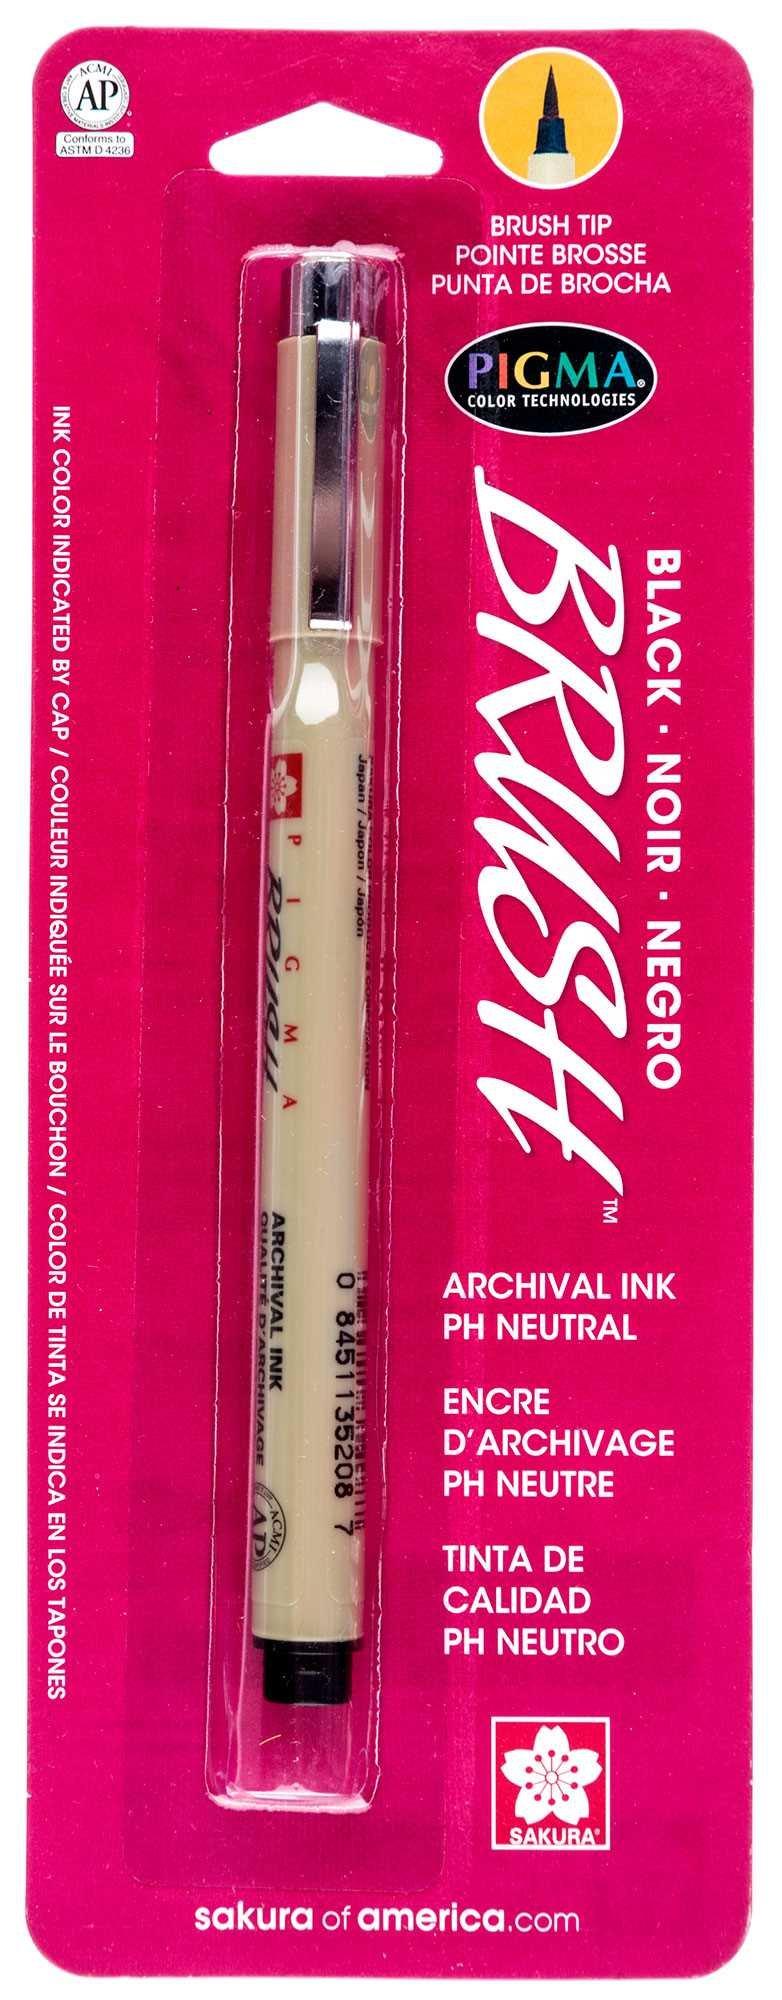 ACMI
AP
Conforms to
ASTM D 4236
BRUSH TIP
POINTE BROSSE
PUNTA DE BROCHA
PIGMA®
COLOR TECHNOLOGIES
BLACK · NOIR · NEGRO
BRUSH™
INK COLOR INDICATED BY CAP / COULEUR INDIQUÉE SUR LE BOUCHON / COLOR DE TINTA SE INDICA EN LOS TAPONES
PIGMA
BRUSH
Japan / Japon / Japón
ARCHIVAL INK
QUALITÉ D'ARCHIVAGE
0 84511 35208 7
ACMI
AP
ARCHIVAL INK
PH NEUTRAL
ENCRE
D'ARCHIVAGE
PH NEUTRE
TINTA DE
CALIDAD
PH NEUTRO
SAKURA®
sakura of america.com